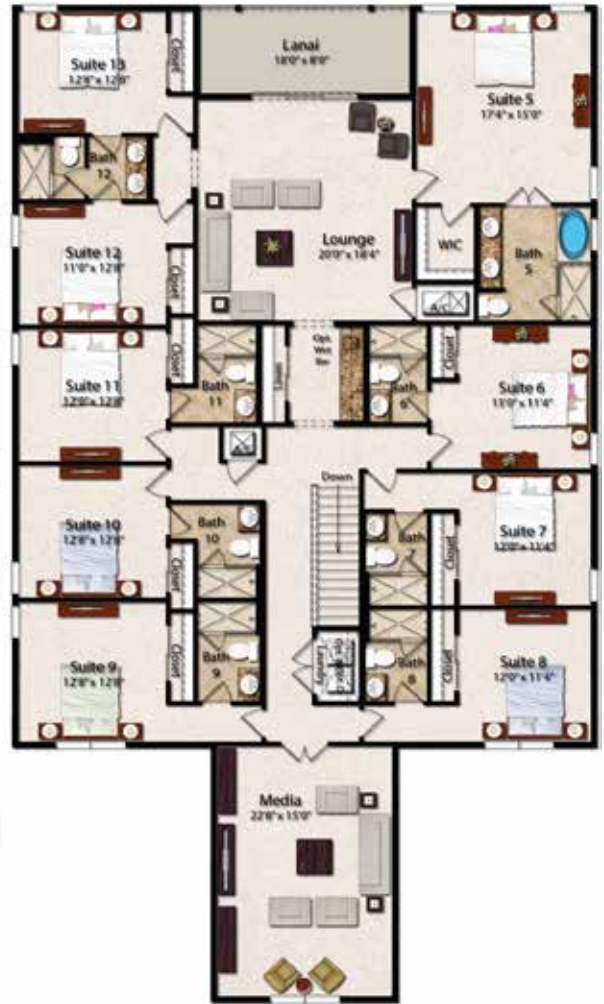 Suite 13
12'8" x 12'8"
Closet
Lanai
18'0" x 8'0"
Suite 5
17'4" x 15'0"
Bath
12
Suite 12
11'0" x 12'8"
Closet
Lounge
20'0" x 18'4"
WIC
Bath
5
A/C
Suite 11
12'0" x 12'8"
Closet
Bath
11
Linen
Opt.
Wet
Bar
Bath
6
Closet
Suite 6
13'0" x 11'4"
A/C
Down
Suite 10
12'8" x 12'8"
Bath
10
Closet
Bath
7
Closet
Suite 7
12'0" x 11'4"
Suite 9
12'8" x 12'8"
Closet
Bath
9
Laundry
Bath
8
Closet
Suite 8
12'0" x 11'4"
Media
22'8" x 15'0"